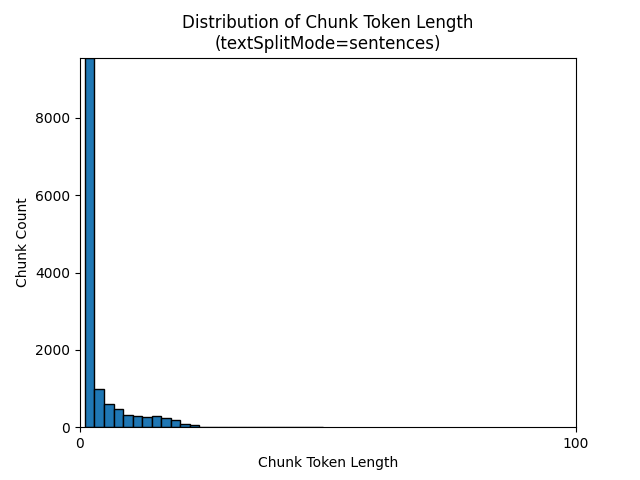 Distribution of Chunk Token Length
(textSplitMode=sentences)
8000
6000
4000
2000
0
Chunk Count
0
100
Chunk Token Length